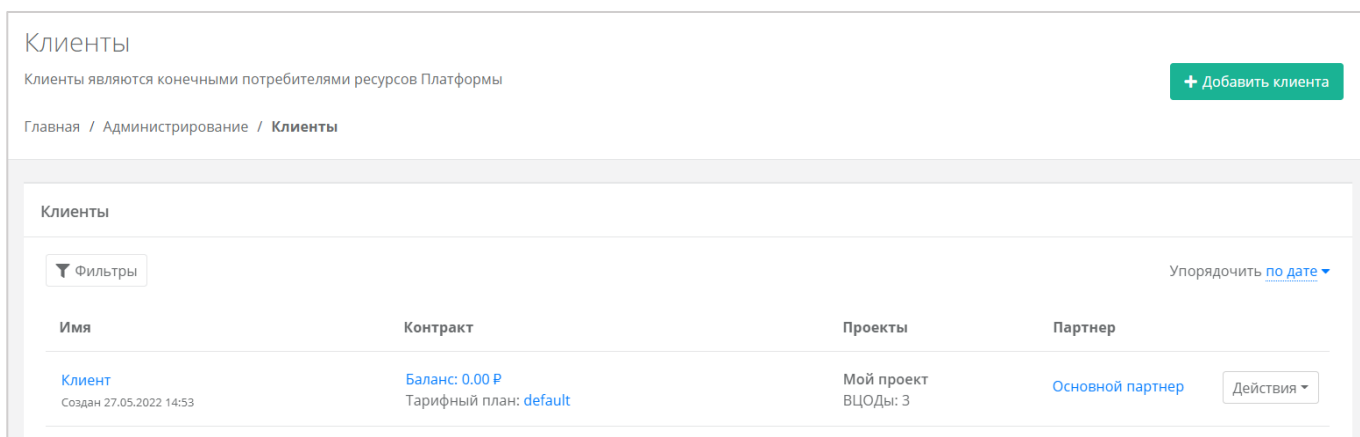 Клиенты
Клиенты являются конечными потребителями ресурсов Платформы
+ Добавить клиента
Главная / Администрирование / Клиенты
Клиенты
Фильтры
Упорядочить по дате
Имя Контракт Проекты Партнер
Клиент Баланс: 0.00 ₽ Мой проект Основной партнер Действия
Создан 27.05.2022 14:53 Тарифный план: default ВЦОДы: 3